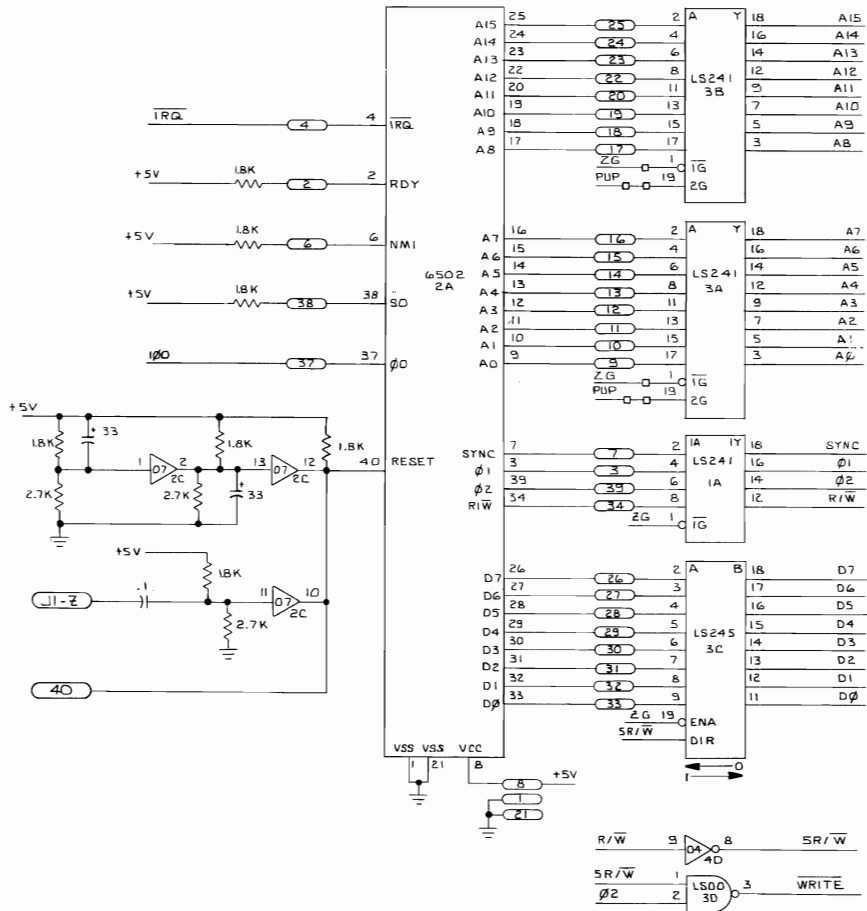 A15 25 25 2 A Y 18 A15
A14 24 24 4 16 A14
A13 23 23 6 14 A13
A12 22 22 8 LS241 12 A12
A11 20 20 11 3B 9 A11
A10 19 19 13 7 A10
A9 18 18 15 5 A9
A8 17 17 17 3 A8
ZG 1 1G
PUP 19 2G
IRQ 4 4 IRQ
+5V 1.8K 2 2 RDY
+5V 1.8K 6 6 NMI
+5V 1.8K 38 38 SO
1ØO 37 37 ØO
6502
2A
A7 16 16 2 A Y 18 A7
A6 15 15 4 16 A6
A5 14 14 6 LS241 14 A5
A4 13 13 8 3A 12 A4
A3 12 12 11 9 A3
A2 11 11 13 7 A2
A1 10 10 15 5 A1
A0 9 9 17 3 AØ
ZG 1 1G
PUP 19 2G
+5V
1.8K + 33 1.8K 1.8K
1 07 2 13 07 12 40 RESET
2C 2C
2.7K 2.7K + 33
SYNC 7 7 2 1A 1Y 18 SYNC
Ø1 3 3 4 LS241 16 Ø1
Ø2 39 39 6 1A 14 Ø2
R/W 34 34 8 12 R/W
ZG 1 1G
+5V
1.8K
J1-Z .1 11 07 10
2C
2.7K
40
D7 26 26 2 A B 18 D7
D6 27 27 3 17 D6
D5 28 28 4 16 D5
D4 29 29 5 LS245 15 D4
D3 30 30 6 3C 14 D3
D2 31 31 7 13 D2
D1 32 32 8 12 D1
DØ 33 33 9 11 DØ
ZG 19 ENA
SR/W DIR
0
1
VSS VSS VCC
1 21 8
8 +5V
1
21
R/W 9 04 8 SR/W
4D
SR/W 1 LS00 3 WRITE
Ø2 2 3D